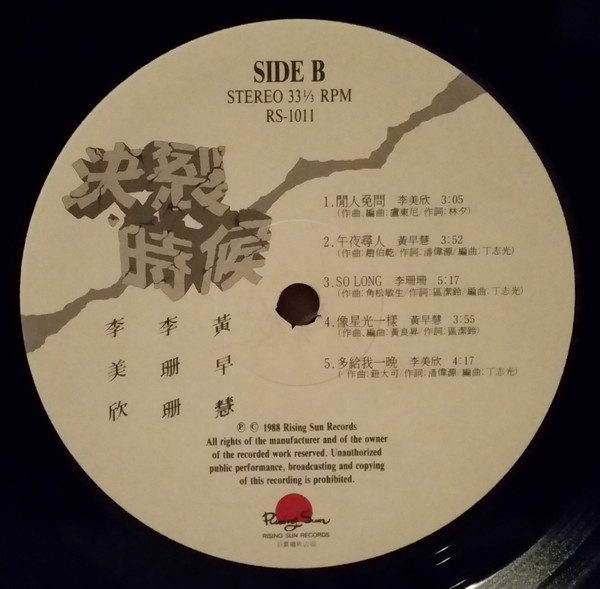 SIDE B
STEREO 33⅓ RPM
RS-1011
決裂
時候
李美欣
李珊珊
黃早慧
1.閒人免問 李美欣 3:05
(作曲、編曲:盧東尼/作詞:林夕)
2.午夜尋人 黃早慧 3:52
(作曲:趙伯乾/作詞:潘偉源/編曲:丁志光)
3.SO LONG 李珊珊 5:17
(作曲:角松敏生/作詞:區潔鈴/編曲:丁志光)
4.像星光一樣 黃早慧 3:55
(作曲、編曲:黃良昇/作詞:區潔鈴)
5.多給我一晚 李美欣 4:17
(作曲:鈕大可/作詞:潘偉源/編曲:丁志光)
Ⓟ © 1988 Rising Sun Records
All rights of the manufacturer and of the owner
of the recorded work reserved. Unauthorized
public performance, broadcasting and copying
of this recording is prohibited.
Rising Sun
RISING SUN RECORDS